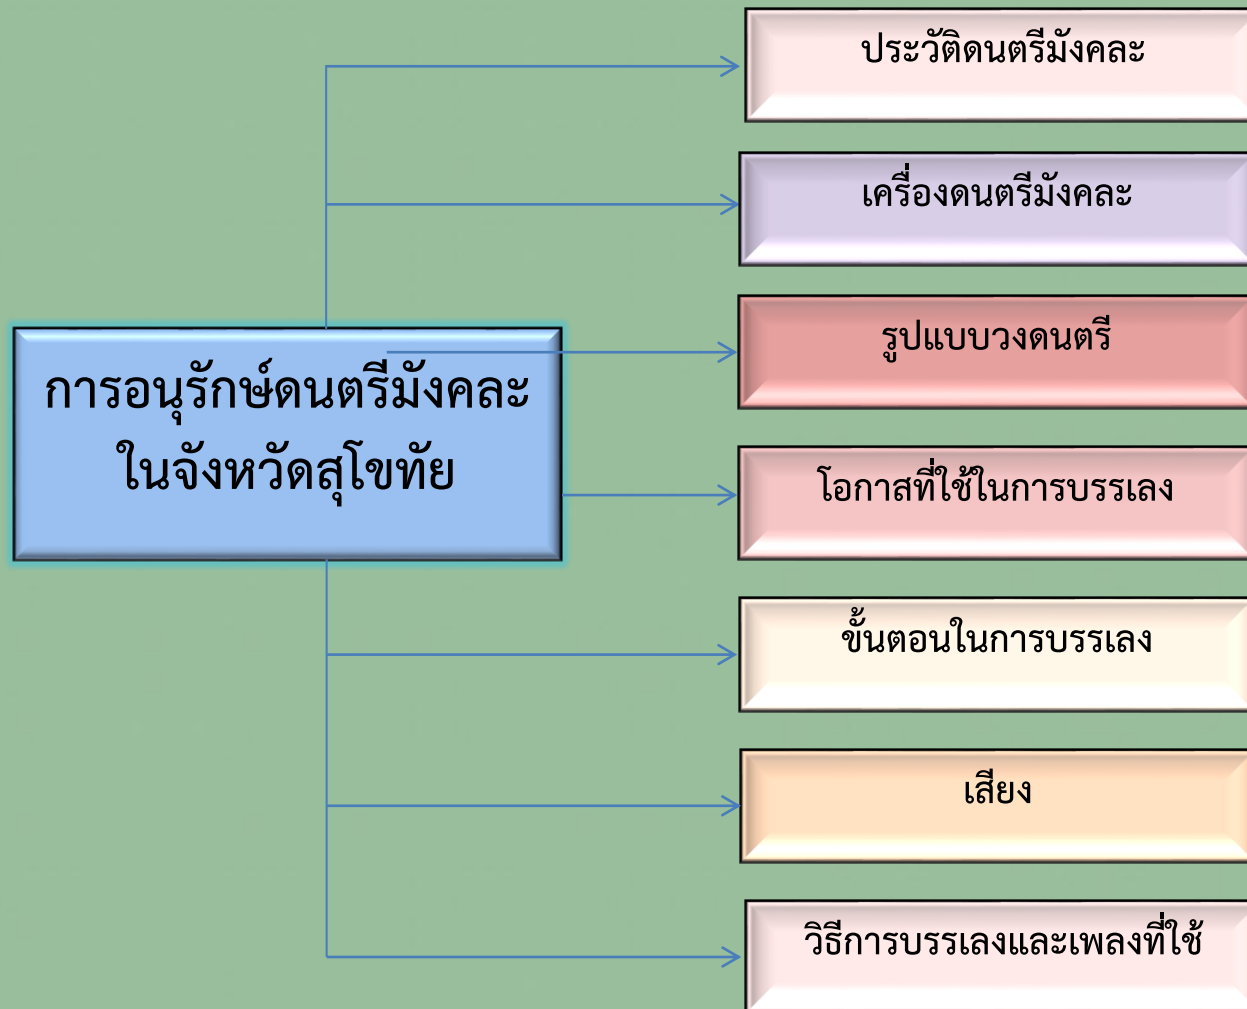 ประวัติดนตรีมังคละ
เครื่องดนตรีมังคละ
รูปแบบวงดนตรี
การอนุรักษ์ดนตรีมังคละ
ในจังหวัดสุโขทัย
โอกาสที่ใช้ในการบรรเลง
ขั้นตอนในการบรรเลง
เสียง
วิธีการบรรเลงและเพลงที่ใช้